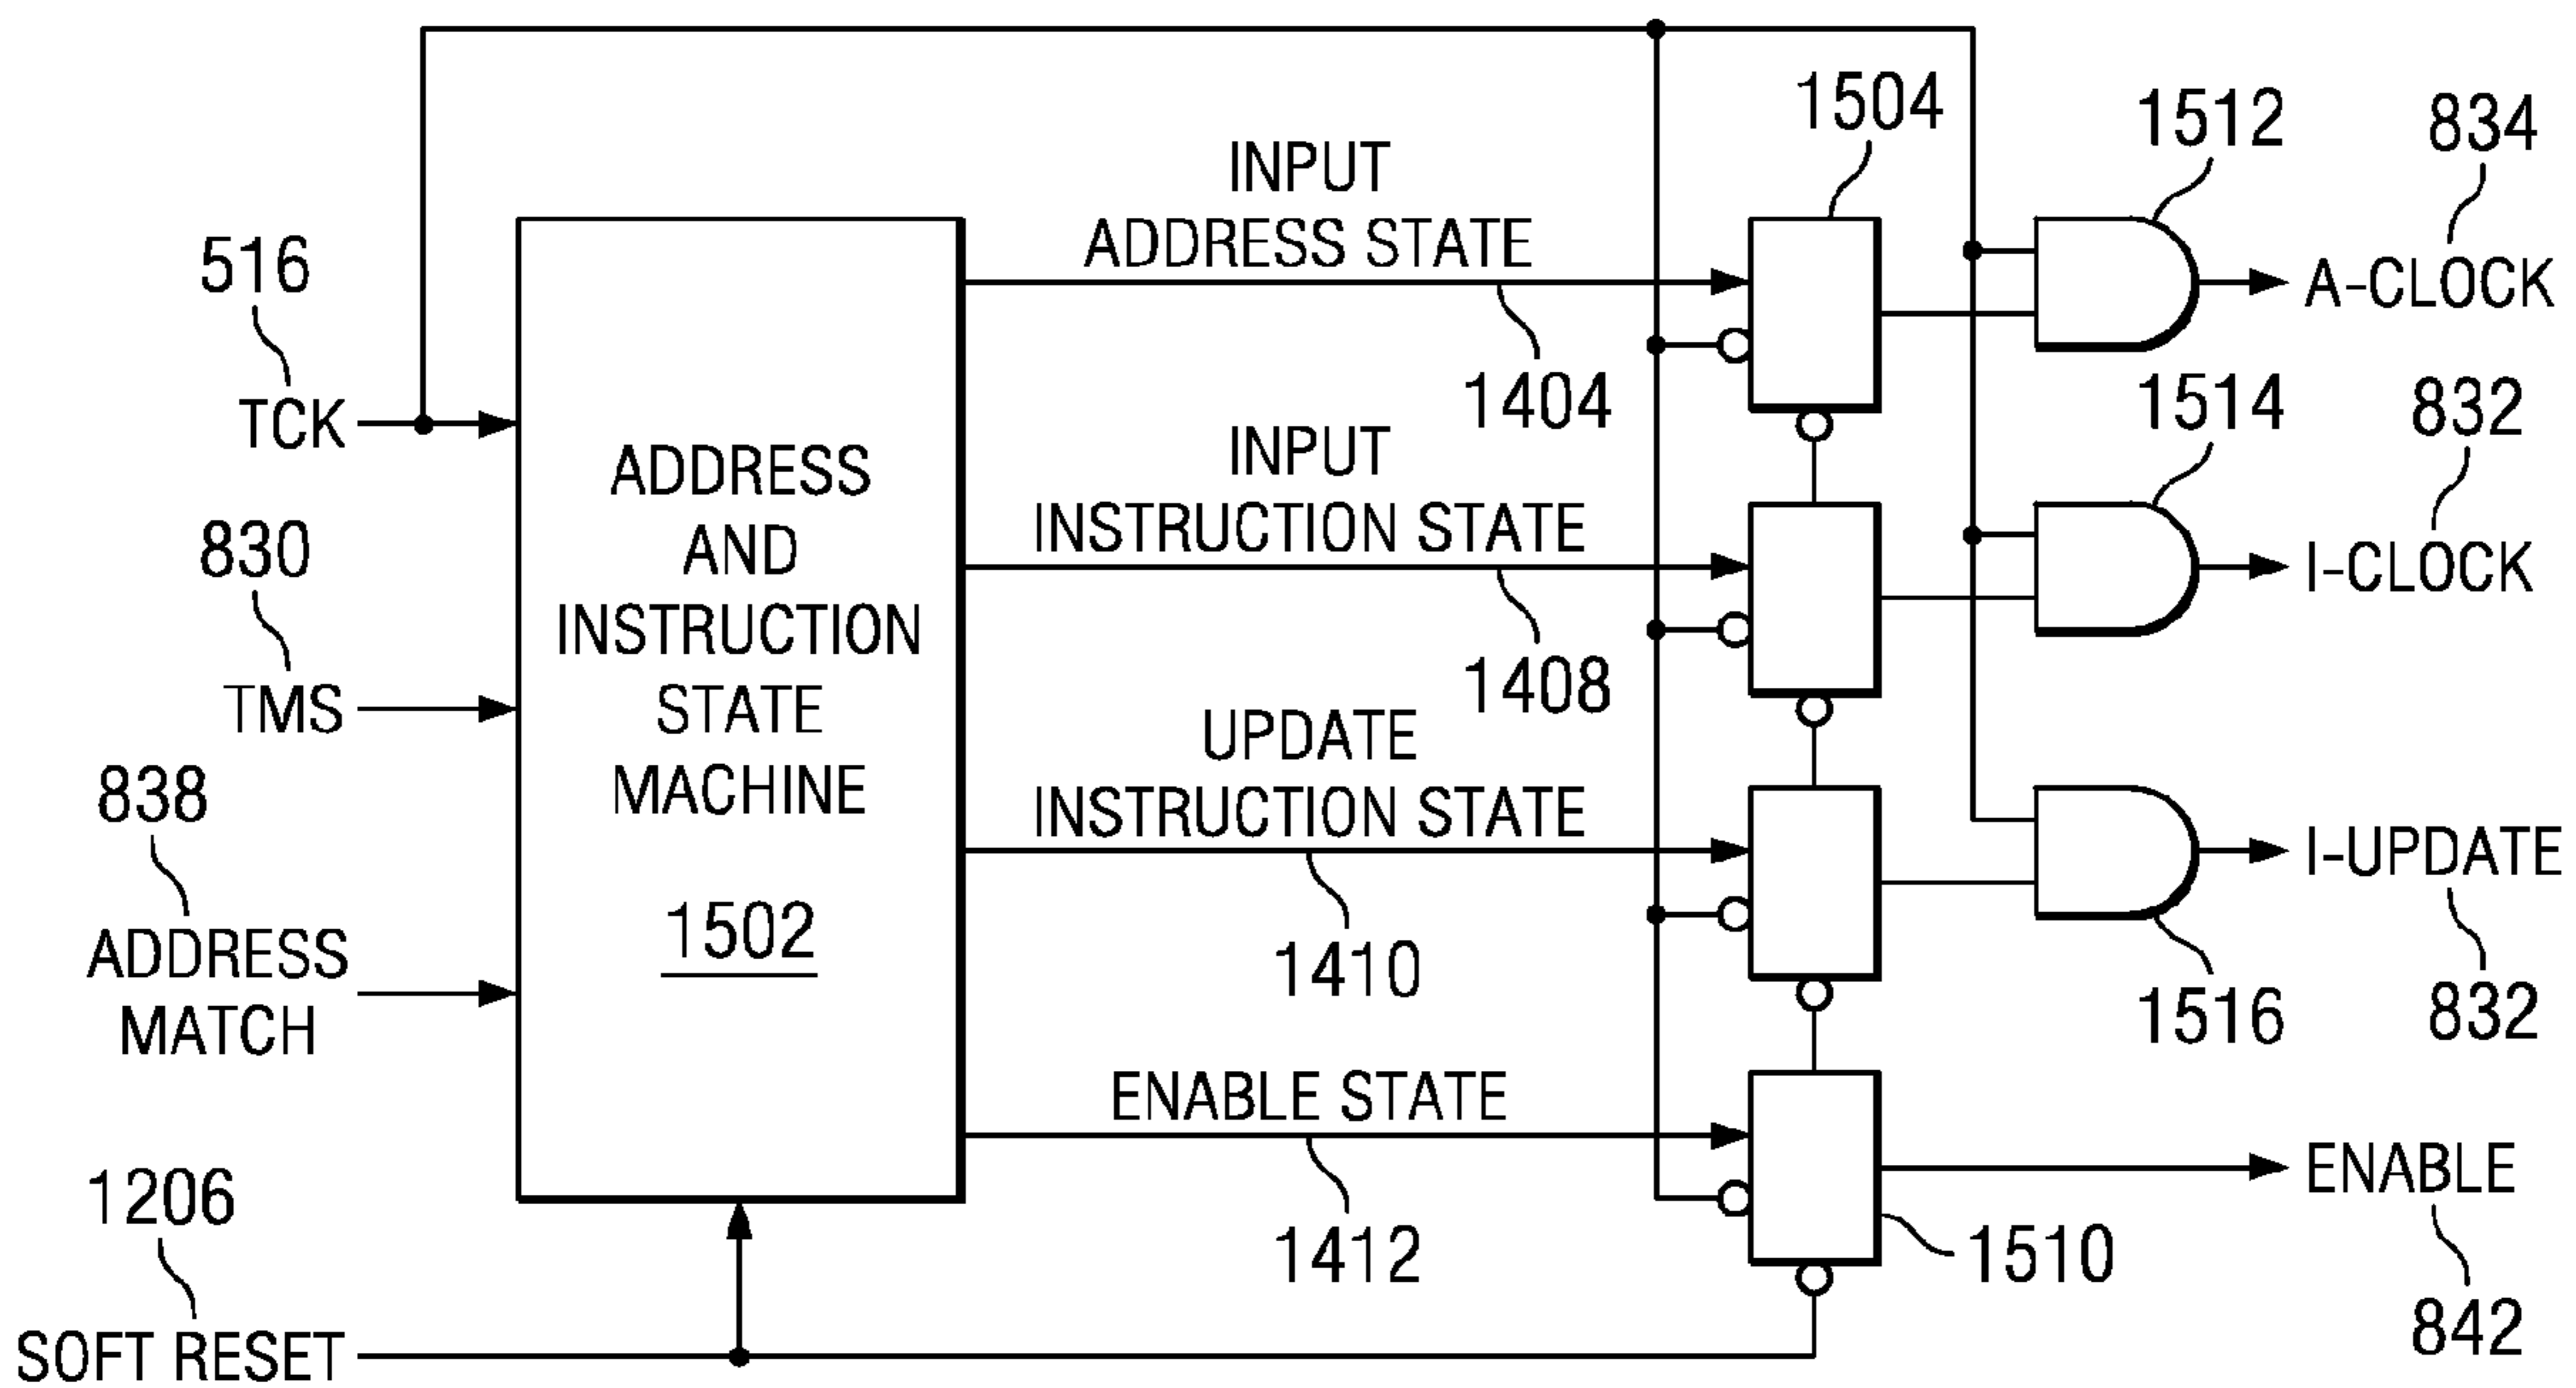 1504
1512
834
INPUT
ADDRESS STATE
516
A-CLOCK
1404
TCK
1514
832
ADDRESS
AND
INSTRUCTION
STATE
MACHINE
1502
INPUT
INSTRUCTION STATE
830
I-CLOCK
1408
TMS
UPDATE
INSTRUCTION STATE
838
I-UPDATE
ADDRESS
MATCH
1410
1516
832
ENABLE STATE
1206
ENABLE
1412
1510
842
SOFT RESET